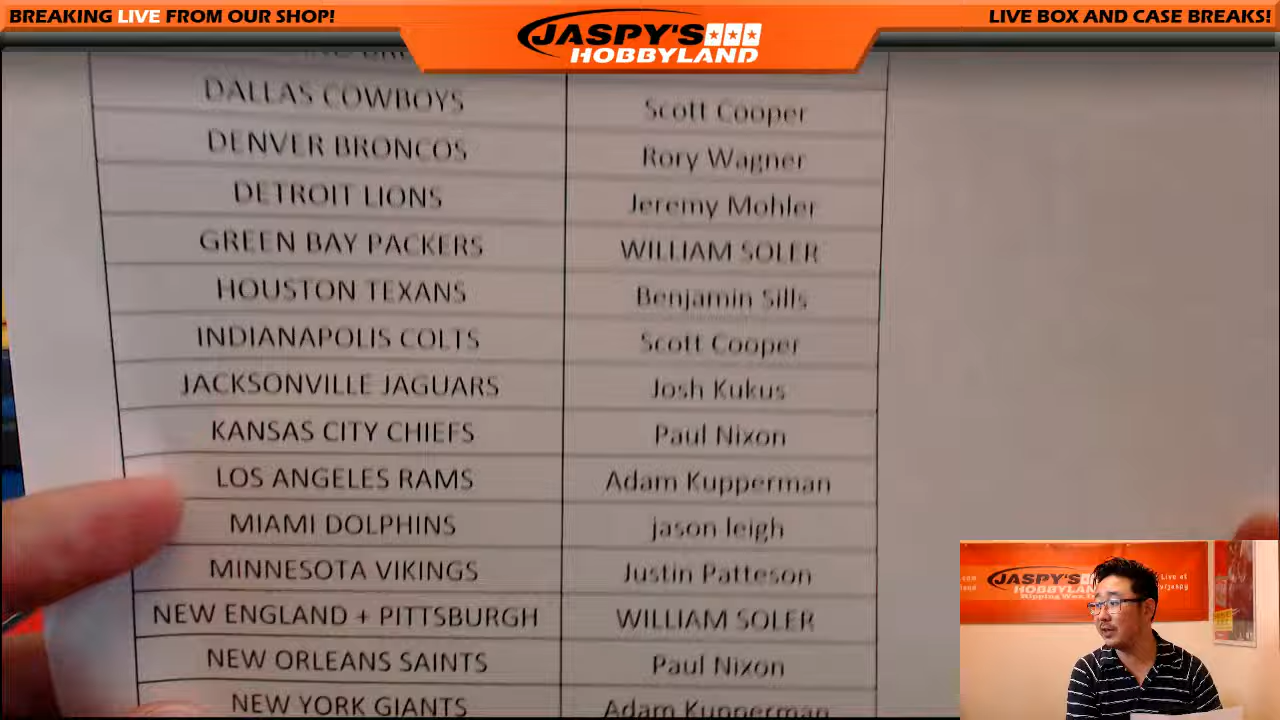 BREAKING LIVE FROM OUR SHOP!
JASPY'S
HOBBYLAND
LIVE BOX AND CASE BREAKS!
DALLAS COWBOYS Scott Cooper
DENVER BRONCOS Rory Wagner
DETROIT LIONS Jeremy Mohler
GREEN BAY PACKERS WILLIAM SOLER
HOUSTON TEXANS Benjamin Sills
INDIANAPOLIS COLTS Scott Cooper
JACKSONVILLE JAGUARS Josh Kukus
KANSAS CITY CHIEFS Paul Nixon
LOS ANGELES RAMS Adam Kupperman
MIAMI DOLPHINS jason leigh
MINNESOTA VIKINGS Justin Patteson
NEW ENGLAND + PITTSBURGH WILLIAM SOLER
NEW ORLEANS SAINTS Paul Nixon
NEW YORK GIANTS Adam Kupperman
JASPY'S
HOBBYLAND
Live at